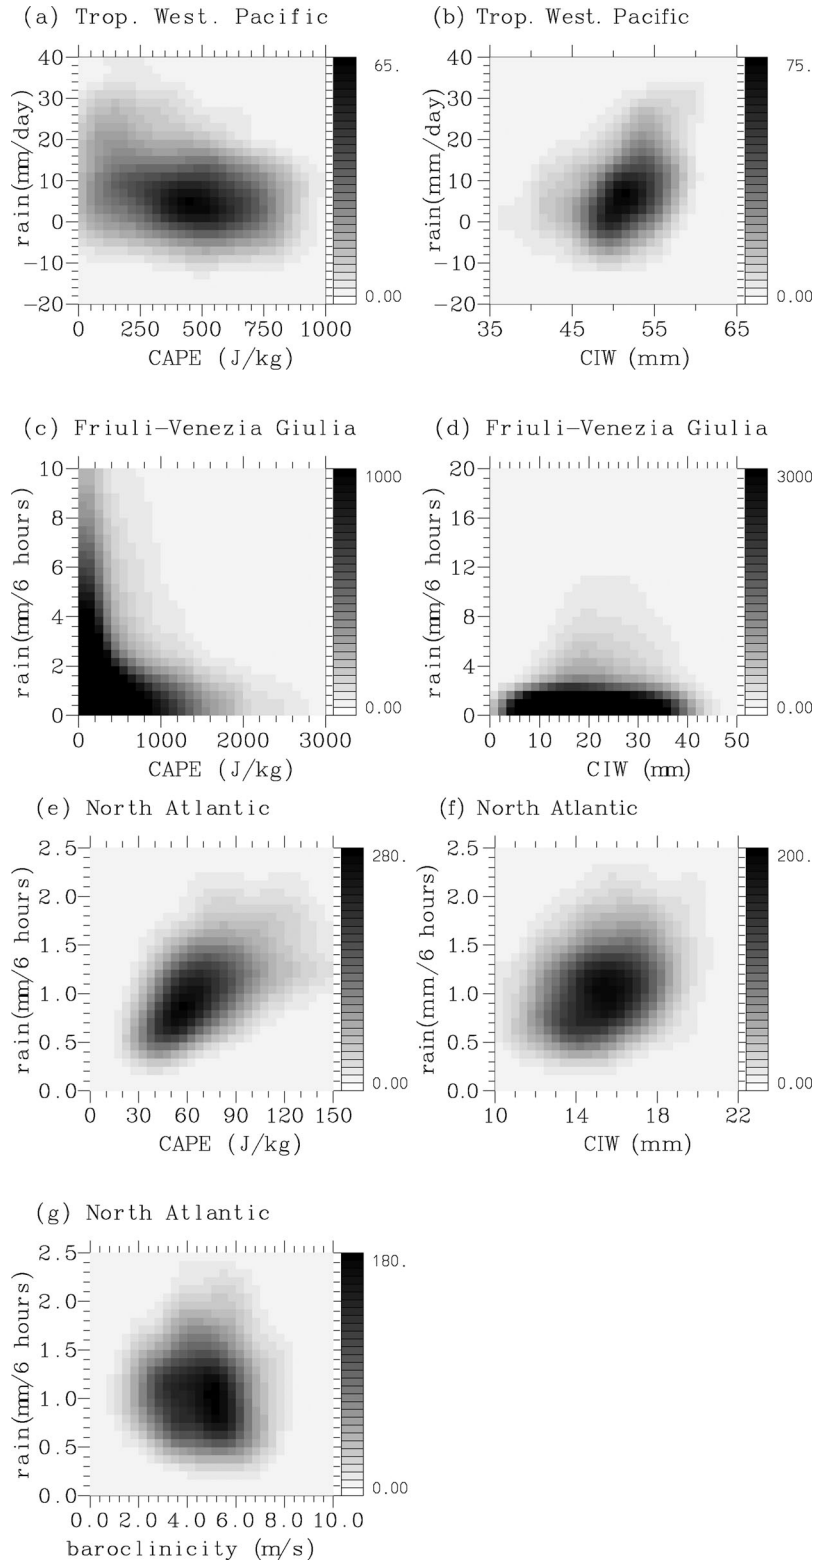 (a) Trop. West. Pacific
(b) Trop. West. Pacific
rain(mm/day)
40
30
20
10
0
−10
−20
0 250 500 750 1000
CAPE (J/kg)
65.
0.00
rain(mm/day)
40
30
20
10
0
−10
−20
35 45 55 65
CIW (mm)
75.
0.00
(c) Friuli−Venezia Giulia
(d) Friuli−Venezia Giulia
rain(mm/6 hours)
10
8
6
4
2
0
0 1000 2000 3000
CAPE (J/kg)
1000
0.00
rain(mm/6 hours)
20
16
12
8
4
0
0 10 20 30 40 50
CIW (mm)
3000
0.00
(e) North Atlantic
(f) North Atlantic
rain(mm/6 hours)
2.5
2.0
1.5
1.0
0.5
0.0
0 30 60 90 120 150
CAPE (J/kg)
280.
0.00
rain(mm/6 hours)
2.5
2.0
1.5
1.0
0.5
0.0
10 14 18 22
CIW (mm)
200.
0.00
(g) North Atlantic
rain(mm/6 hours)
2.5
2.0
1.5
1.0
0.5
0.0
0.0 2.0 4.0 6.0 8.0 10.0
baroclinicity (m/s)
180.
0.00